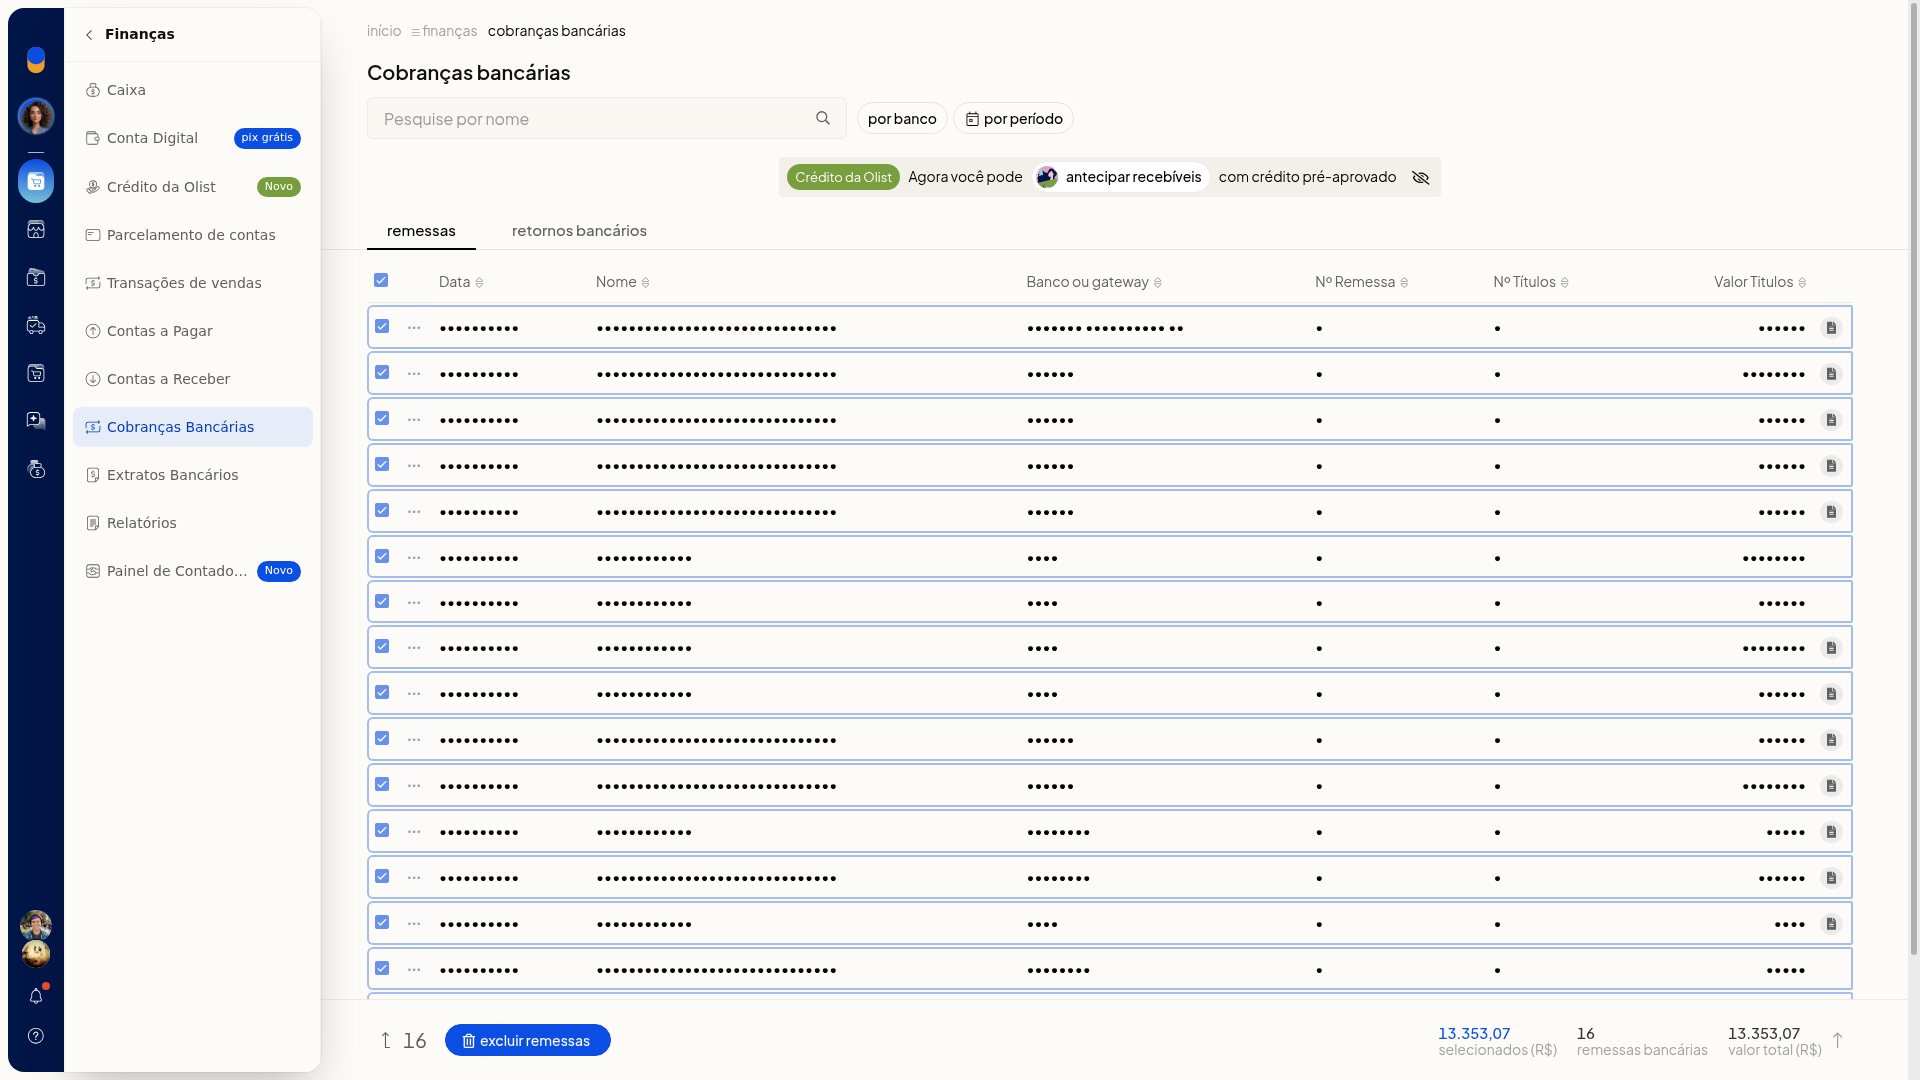 Finanças
Caixa
Conta Digital pix grátis
Crédito da Olist Novo
Parcelamento de contas
Transações de vendas
Contas a Pagar
Contas a Receber
Cobranças Bancárias
Extratos Bancários
Relatórios
Painel de Contado... Novo
início finanças cobranças bancárias
Cobranças bancárias
Pesquise por nome
por banco por período
Crédito da Olist Agora você pode antecipar recebíveis com crédito pré-aprovado
remessas retornos bancários
Data Nome Banco ou gateway Nº Remessa Nº Títulos Valor Titulos
16 excluir remessas
13.353,07 16 13.353,07
selecionados (R$) remessas bancárias valor total (R$)